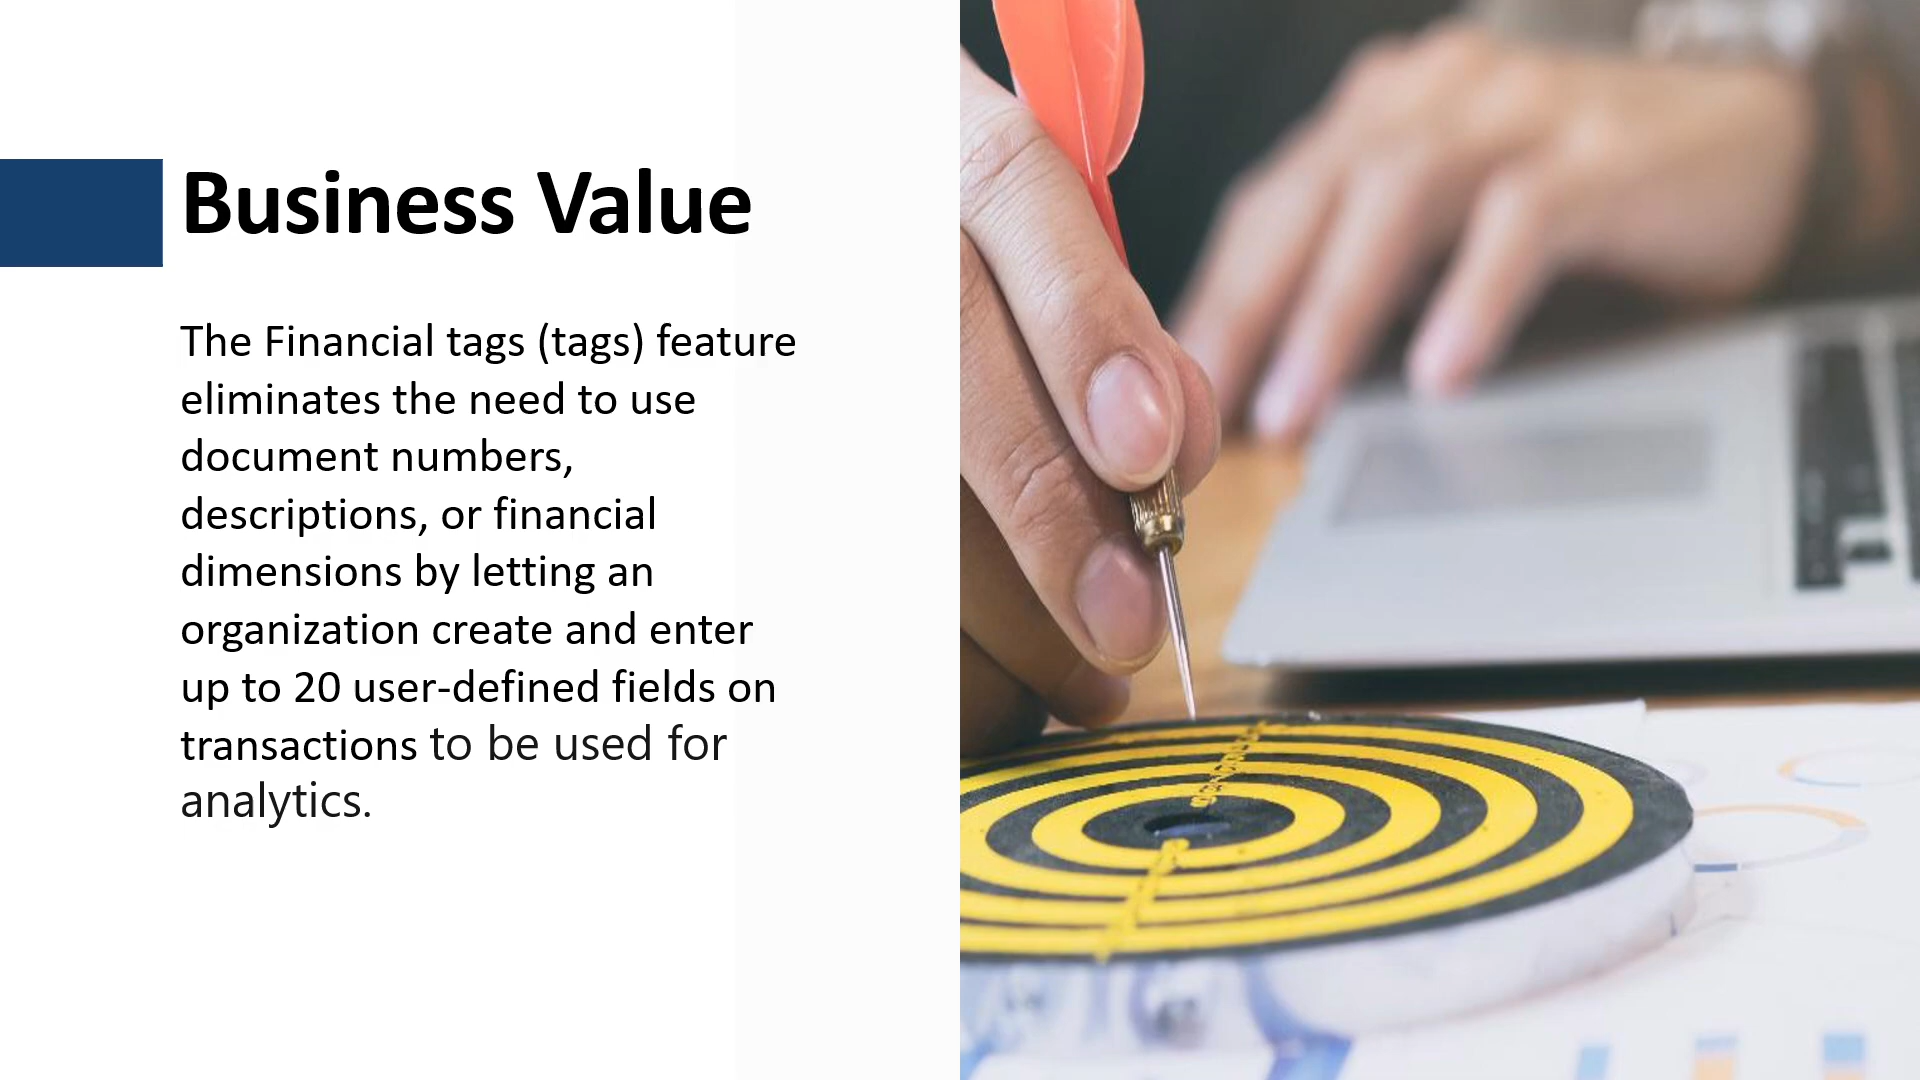 Business Value
The Financial tags (tags) feature
eliminates the need to use
document numbers,
descriptions, or financial
dimensions by letting an
organization create and enter
up to 20 user-defined fields on
transactions to be used for
analytics.